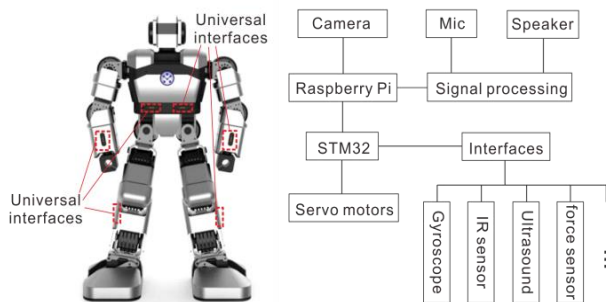 Universal
interfaces
Universal
interfaces
Camera
Mic
Speaker
Raspberry Pi
Signal processing
STM32
Interfaces
Servo motors
Gyroscope
IR sensor
Ultrasound
force sensor
...